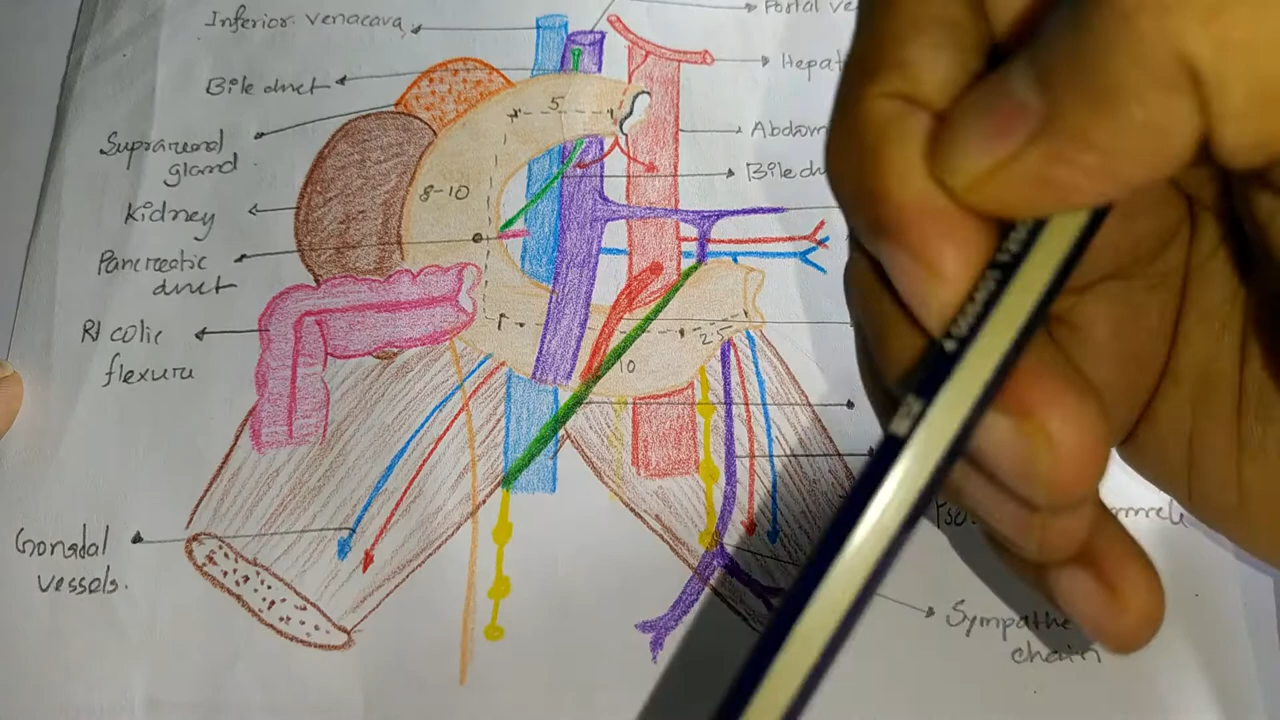 Inferior venacava
Portal ve
Bile duct
Hepat
Suprarenal
gland
5
Abdom
Bile du
8-10
Kidney
Pancreatic
duct
Rt colic
flexure
2.5
10
Gonadal
vessels.
Sympathe
chain